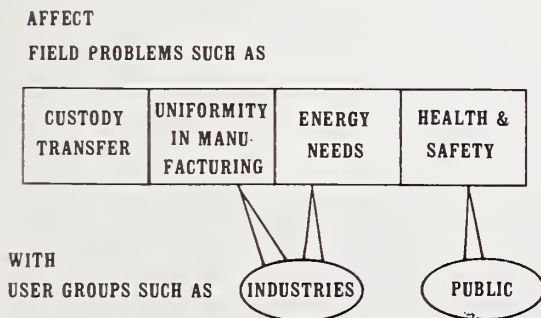 AFFECT
FIELD PROBLEMS SUCH AS
CUSTODY
TRANSFER
UNIFORMITY
IN MANU-
FACTURING
ENERGY
NEEDS
HEALTH &
SAFETY
WITH
USER GROUPS SUCH AS
INDUSTRIES
PUBLIC